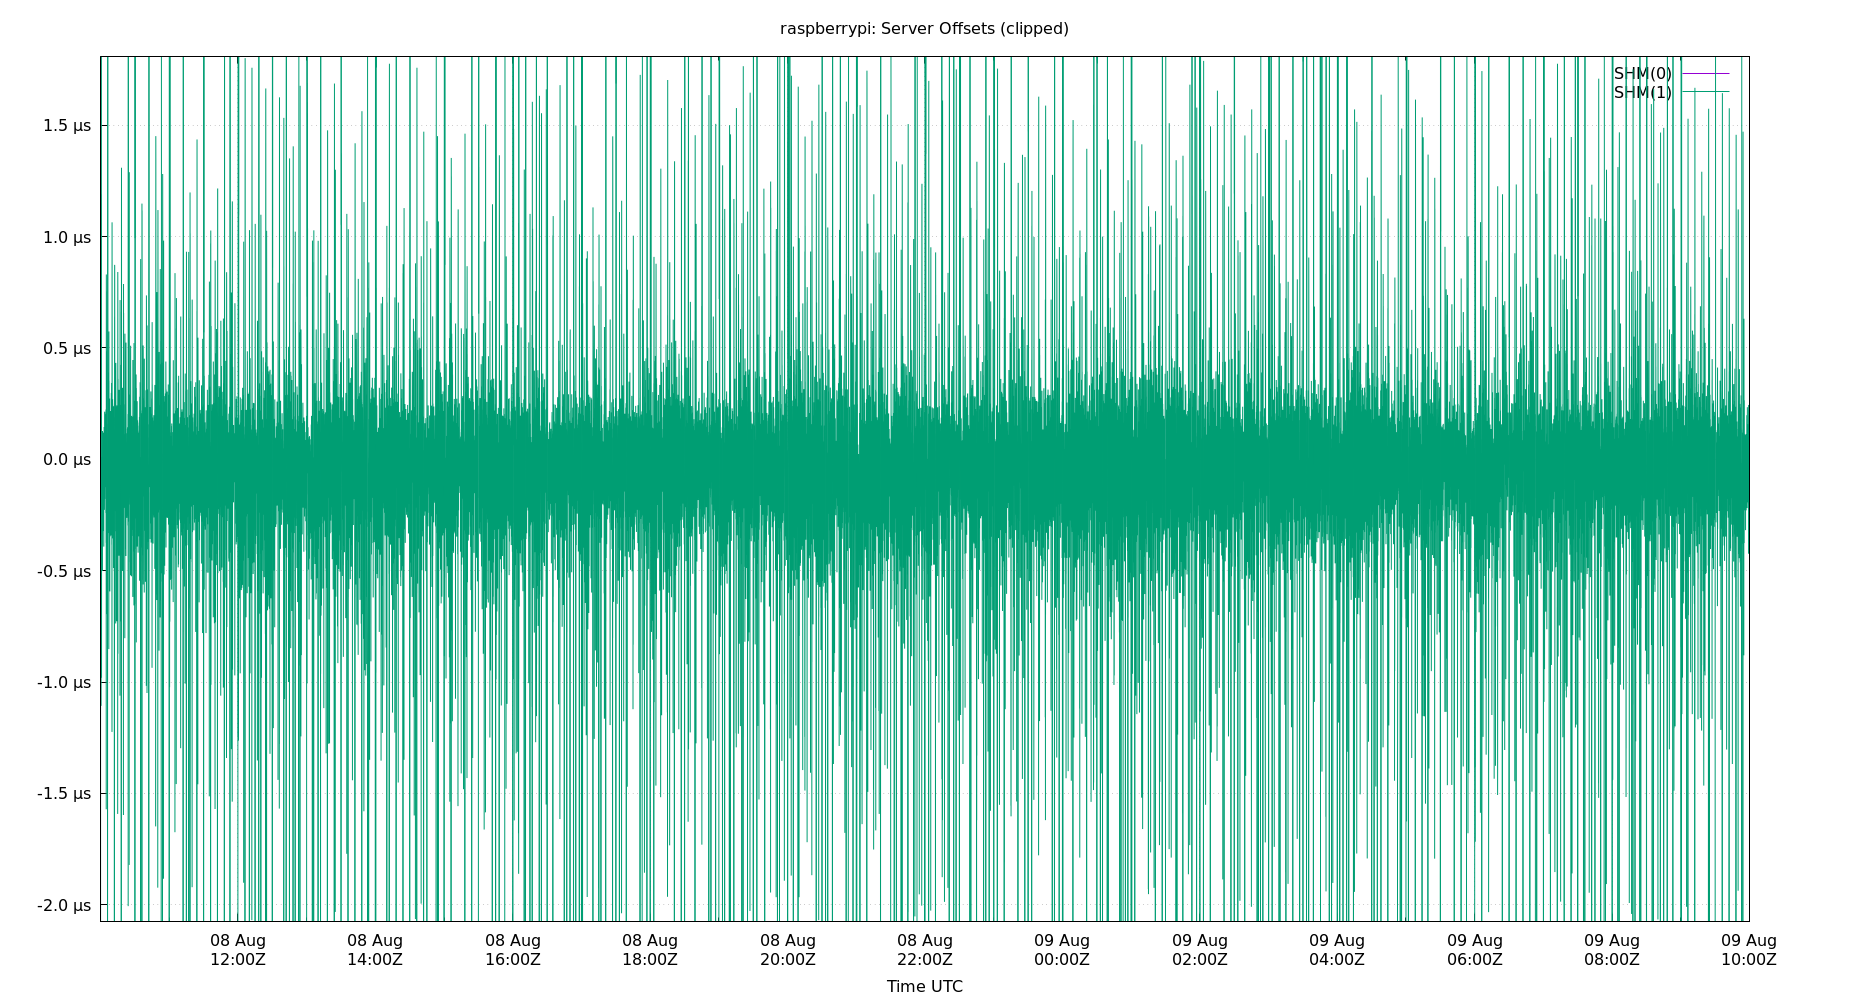 raspberrypi: Server Offsets (clipped)
SHM(0)
SHM(1)
1.5 µs
1.0 µs
0.5 µs
0.0 µs
-0.5 µs
-1.0 µs
-1.5 µs
-2.0 µs
08 Aug 08 Aug 08 Aug 08 Aug 08 Aug 08 Aug 09 Aug 09 Aug 09 Aug 09 Aug 09 Aug 09 Aug
12:00Z 14:00Z 16:00Z 18:00Z 20:00Z 22:00Z 00:00Z 02:00Z 04:00Z 06:00Z 08:00Z 10:00Z
Time UTC